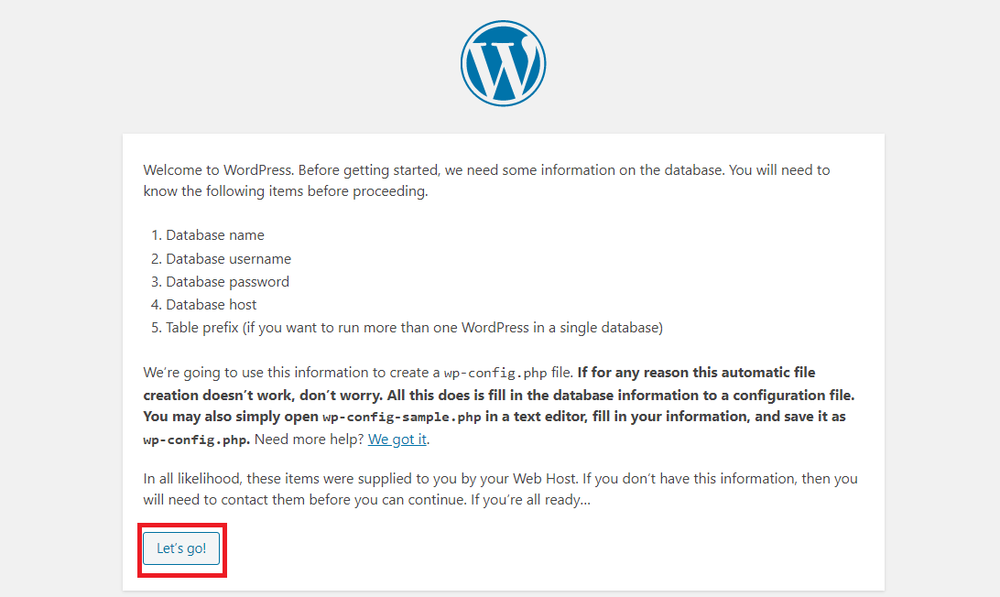 Welcome to WordPress. Before getting started, we need some information on the database. You will need to
know the following items before proceeding.
1. Database name
2. Database username
3. Database password
4. Database host
5. Table prefix (if you want to run more than one WordPress in a single database)
We’re going to use this information to create a wp-config.php file. If for any reason this automatic file
creation doesn’t work, don’t worry. All this does is fill in the database information to a configuration file.
You may also simply open wp-config-sample.php in a text editor, fill in your information, and save it as
wp-config.php. Need more help? We got it.
In all likelihood, these items were supplied to you by your Web Host. If you don’t have this information, then you
will need to contact them before you can continue. If you’re all ready…
Let’s go!